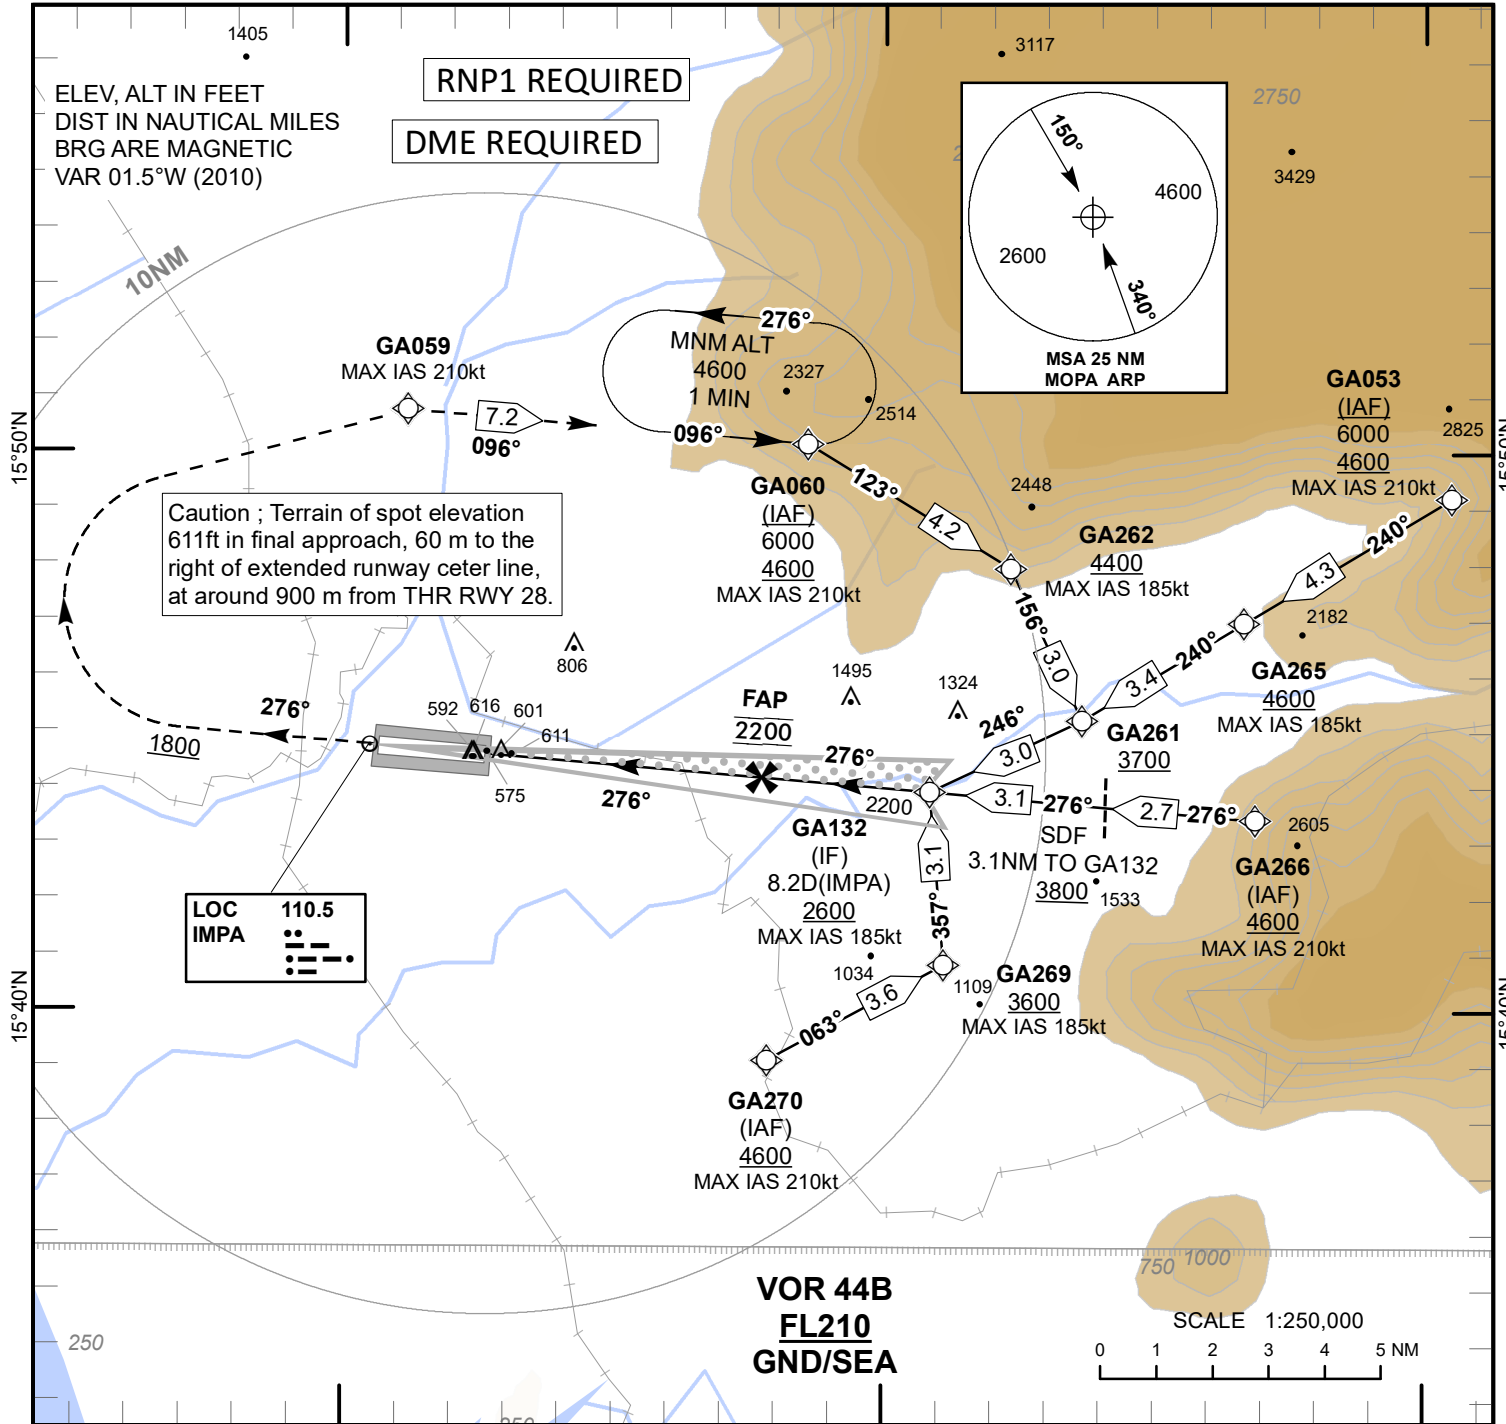 1405
3117
2750
3429
RNP1 REQUIRED
DME REQUIRED
ELEV, ALT IN FEET
DIST IN NAUTICAL MILES
BRG ARE MAGNETIC
VAR 01.5°W (2010)
10NM
150°
4600
2600
340°
MSA 25 NM
MOPA ARP
GA059
MAX IAS 210kt
7.2
096°
276°
MNM ALT
4600
1 MIN
2327
2514
096°
GA053
(IAF)
6000
4600
MAX IAS 210kt
2825
15°50'N
15°50'N
GA060
(IAF)
6000
4600
MAX IAS 210kt
123°
4.2
2448
GA262
4400
MAX IAS 185kt
240°
4.3
2182
Caution ; Terrain of spot elevation
611ft in final approach, 60 m to the
right of extended runway ceter line,
at around 900 m from THR RWY 28.
156°
3.0
240°
3.4
GA265
4600
MAX IAS 185kt
806
1495
1324
FAP
2200
246°
3.0
GA261
3700
276°
1800
592
616
601
611
575
276°
276°
2200
3.1
276°
2.7
276°
SDF
3.1NM TO GA132
3800
1533
2605
GA132
(IF)
8.2D(IMPA)
2600
MAX IAS 185kt
3.1
357°
GA266
(IAF)
4600
MAX IAS 210kt
LOC 110.5
IMPA
1034
3.6
063°
1109
GA269
3600
MAX IAS 185kt
15°40'N
15°40'N
GA270
(IAF)
4600
MAX IAS 210kt
750
1000
VOR 44B
FL210
GND/SEA
250
SCALE 1:250,000
0 1 2 3 4 5 NM